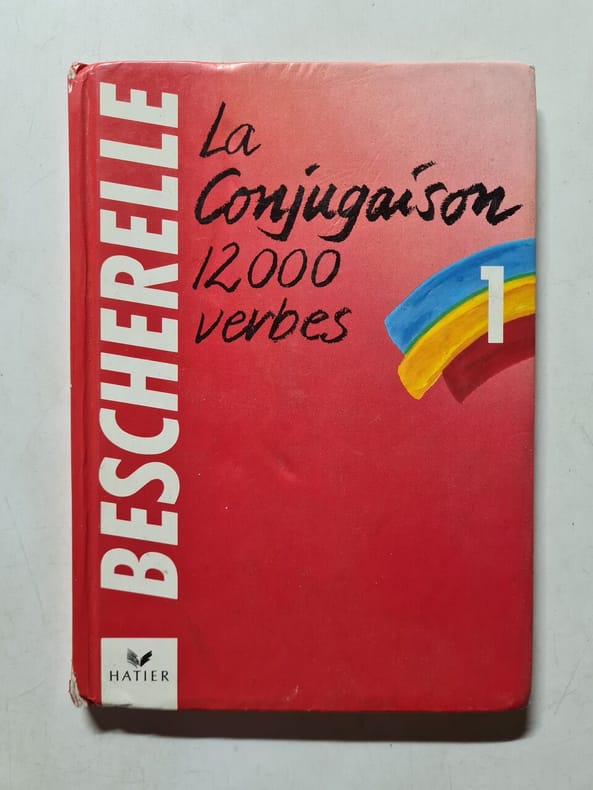 BESCHERELLE
La
Conjugaison
12000
verbes
1
HATIER